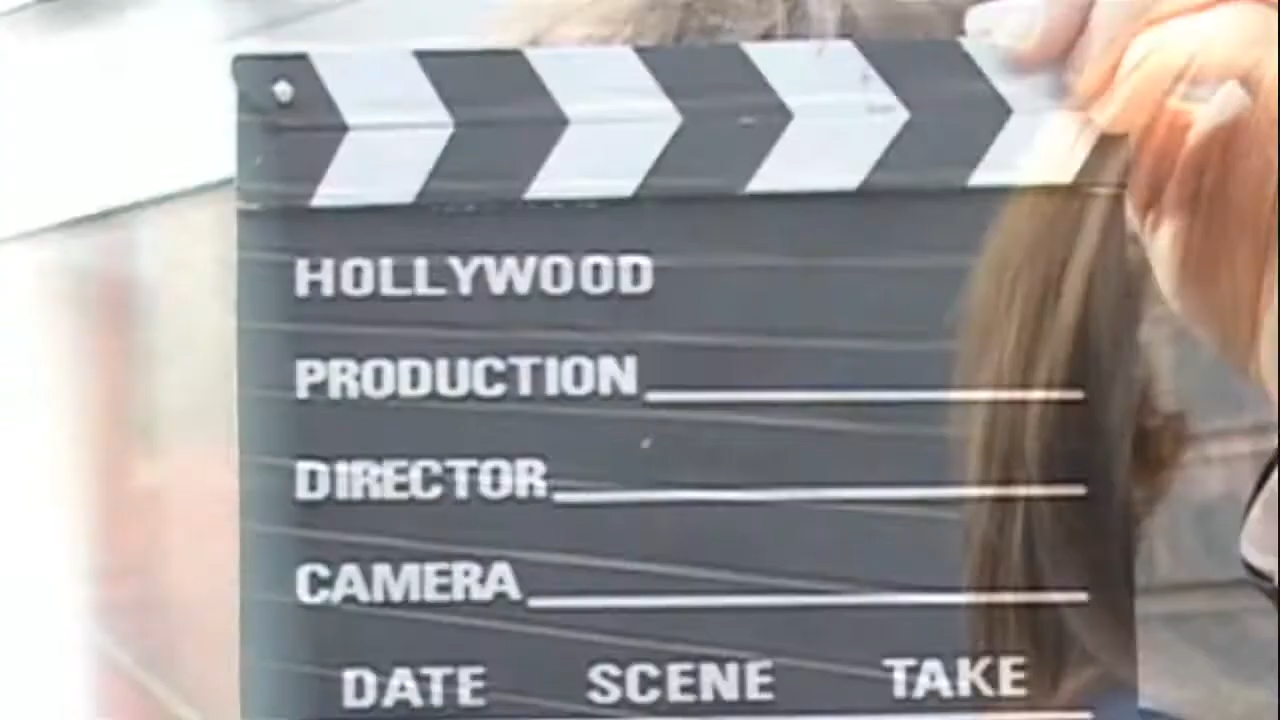 HOLLYWOOD
PRODUCTION
DIRECTOR
CAMERA
DATE SCENE TAKE